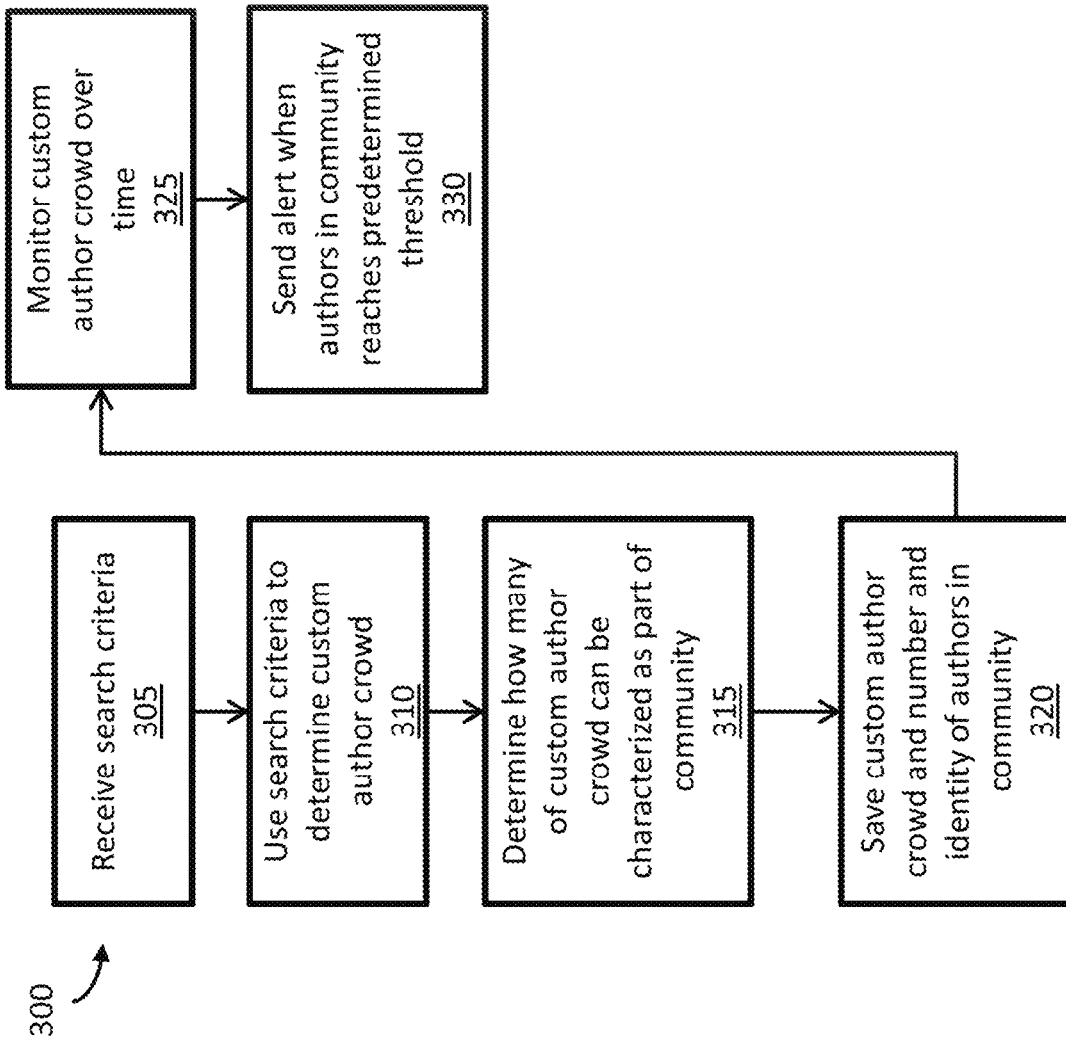 300
Receive search criteria
305
Use search criteria to
determine custom
author crowd
310
Determine how many
of custom author
crowd can be
characterized as part of
community
315
Save custom author
crowd and number and
identity of authors in
community
320
Monitor custom
author crowd over
time
325
Send alert when
authors in community
reaches predetermined
threshold
330